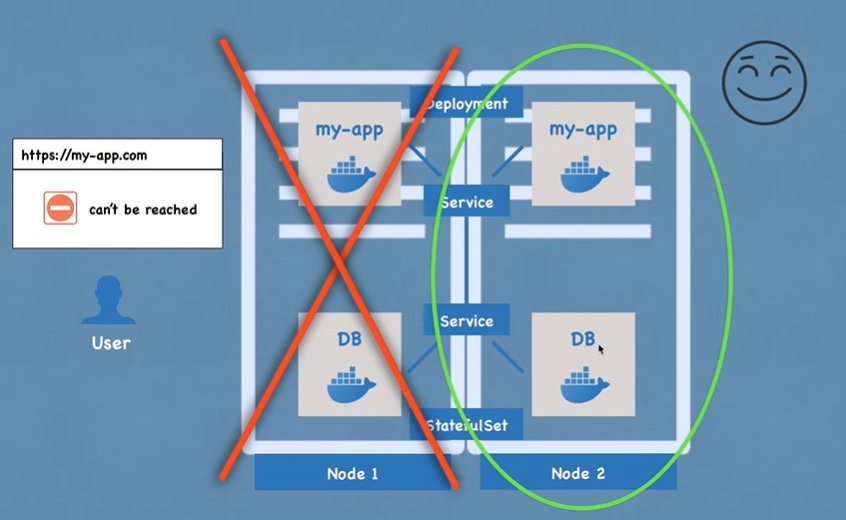 Deployment
my-app
my-app
https://my-app.com
Service
can't be reached
Service
DB
DB
User
StatefulSet
Node 1
Node 2